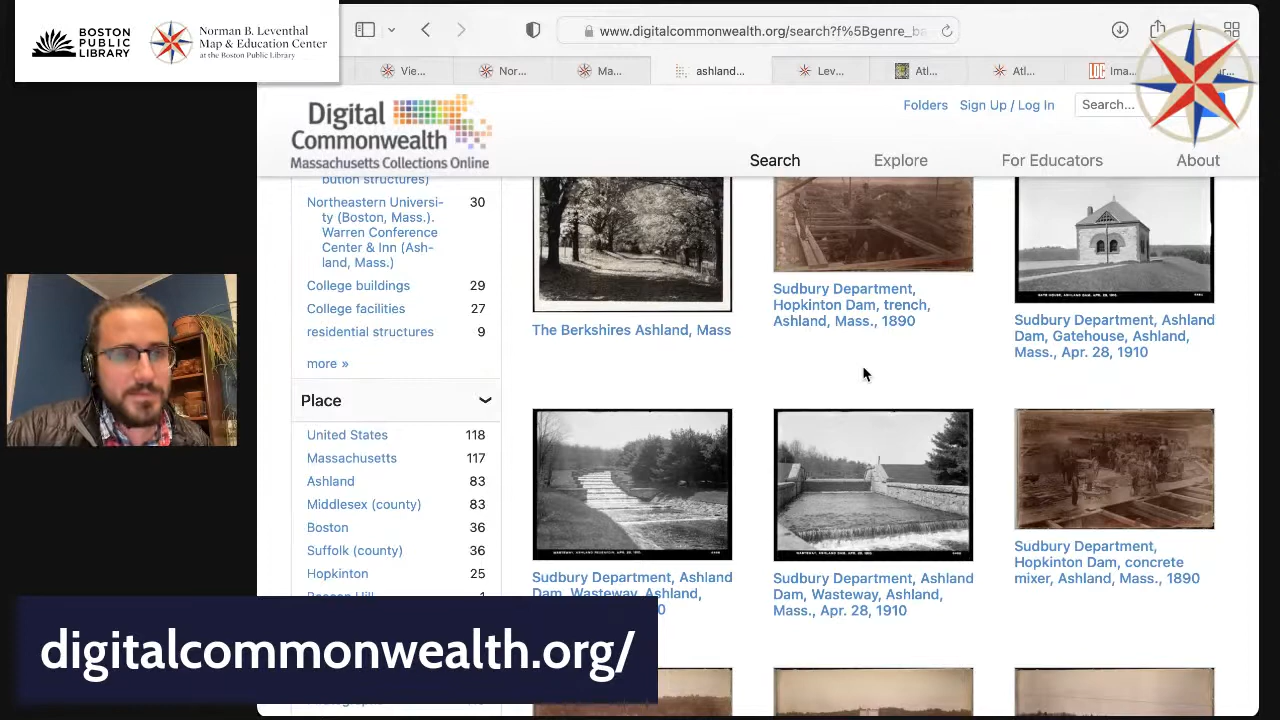 BOSTON
PUBLIC
LIBRARY
Norman B. Leventhal
Map & Education Center
at the Boston Public Library
www.digitalcommonwealth.org/search?f%5Bgenre_ba
Vie...
Nor...
Ma...
ashland...
Lev...
Atl...
Atl...
LOC
Ima...
Digital
Commonwealth
Massachusetts Collections Online
Folders
Sign Up / Log In
Search...
Search
Explore
For Educators
About
bution structures)
Northeastern Universi- 30
ty (Boston, Mass.).
Warren Conference
Center & Inn (Ash-
land, Mass.)
College buildings 29
College facilities 27
residential structures 9
more »
Place
United States 118
Massachusetts 117
Ashland 83
Middlesex (county) 83
Boston 36
Suffolk (county) 36
Hopkinton 25
The Berkshires Ashland, Mass
Sudbury Department,
Hopkinton Dam, trench,
Ashland, Mass., 1890
Sudbury Department, Ashland
Dam, Gatehouse, Ashland,
Mass., Apr. 28, 1910
Sudbury Department, Ashland
Dam, Wasteway, Ashland,
Sudbury Department, Ashland
Dam, Wasteway, Ashland,
Mass., Apr. 28, 1910
Sudbury Department,
Hopkinton Dam, concrete
mixer, Ashland, Mass., 1890
digitalcommonwealth.org/